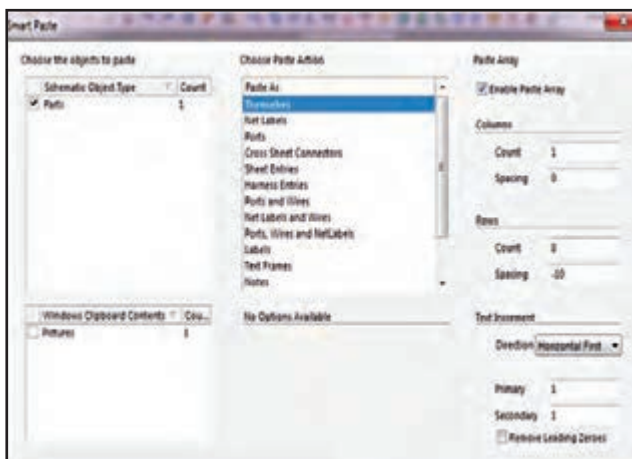 Smart Paste
Choose the objects to paste
Schematic Object Type Count
Parts 1
Windows Clipboard Contents Cou...
Pictures 1
Choose Paste Action
Paste As
Themselves
Net Labels
Ports
Cross Sheet Connectors
Sheet Entries
Harness Entries
Ports and Wires
Net Labels and Wires
Ports, Wires and NetLabels
Labels
Text Frames
Notes
No Options Available
Paste Array
Enable Paste Array
Columns
Count 1
Spacing 0
Rows
Count 8
Spacing -10
Text Increment
Direction Horizontal First
Primary 1
Secondary 1
Remove Leading Zeroes